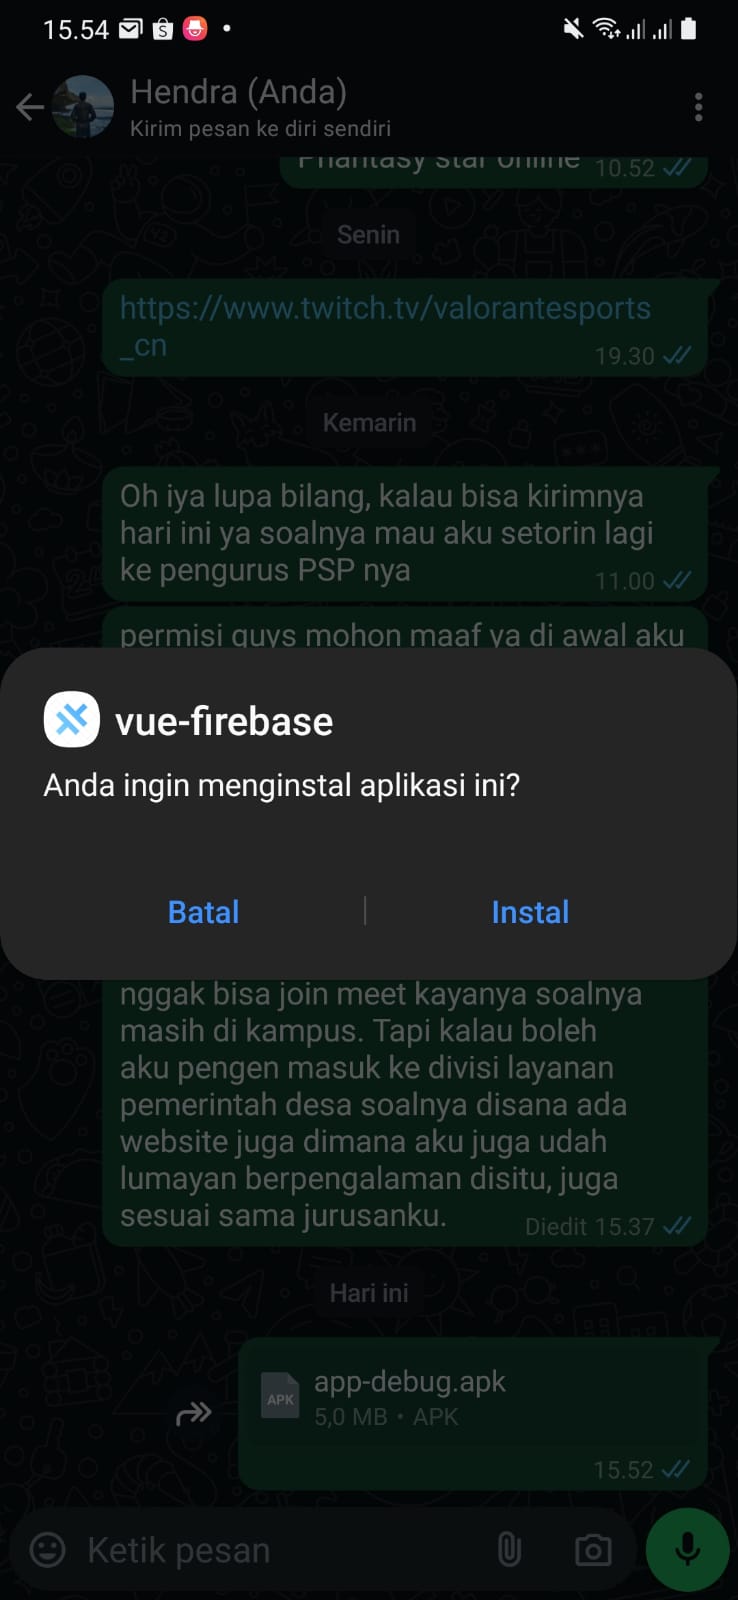 15.54
Hendra (Anda)
Kirim pesan ke diri sendiri
Phantasy star online 10.52
Senin
https://www.twitch.tv/valorantesports
_cn
19.30
Kemarin
Oh iya lupa bilang, kalau bisa kirimnya
hari ini ya soalnya mau aku setorin lagi
ke pengurus PSP nya
11.00
permisi guys mohon maaf ya di awal aku
vue-firebase
Anda ingin menginstal aplikasi ini?
Batal
Instal
nggak bisa join meet kayanya soalnya
masih di kampus. Tapi kalau boleh
aku pengen masuk ke divisi layanan
pemerintah desa soalnya disana ada
website juga dimana aku juga udah
lumayan berpengalaman disitu, juga
sesuai sama jurusanku.
Diedit 15.37
Hari ini
app-debug.apk
APK
5,0 MB • APK
15.52
Ketik pesan